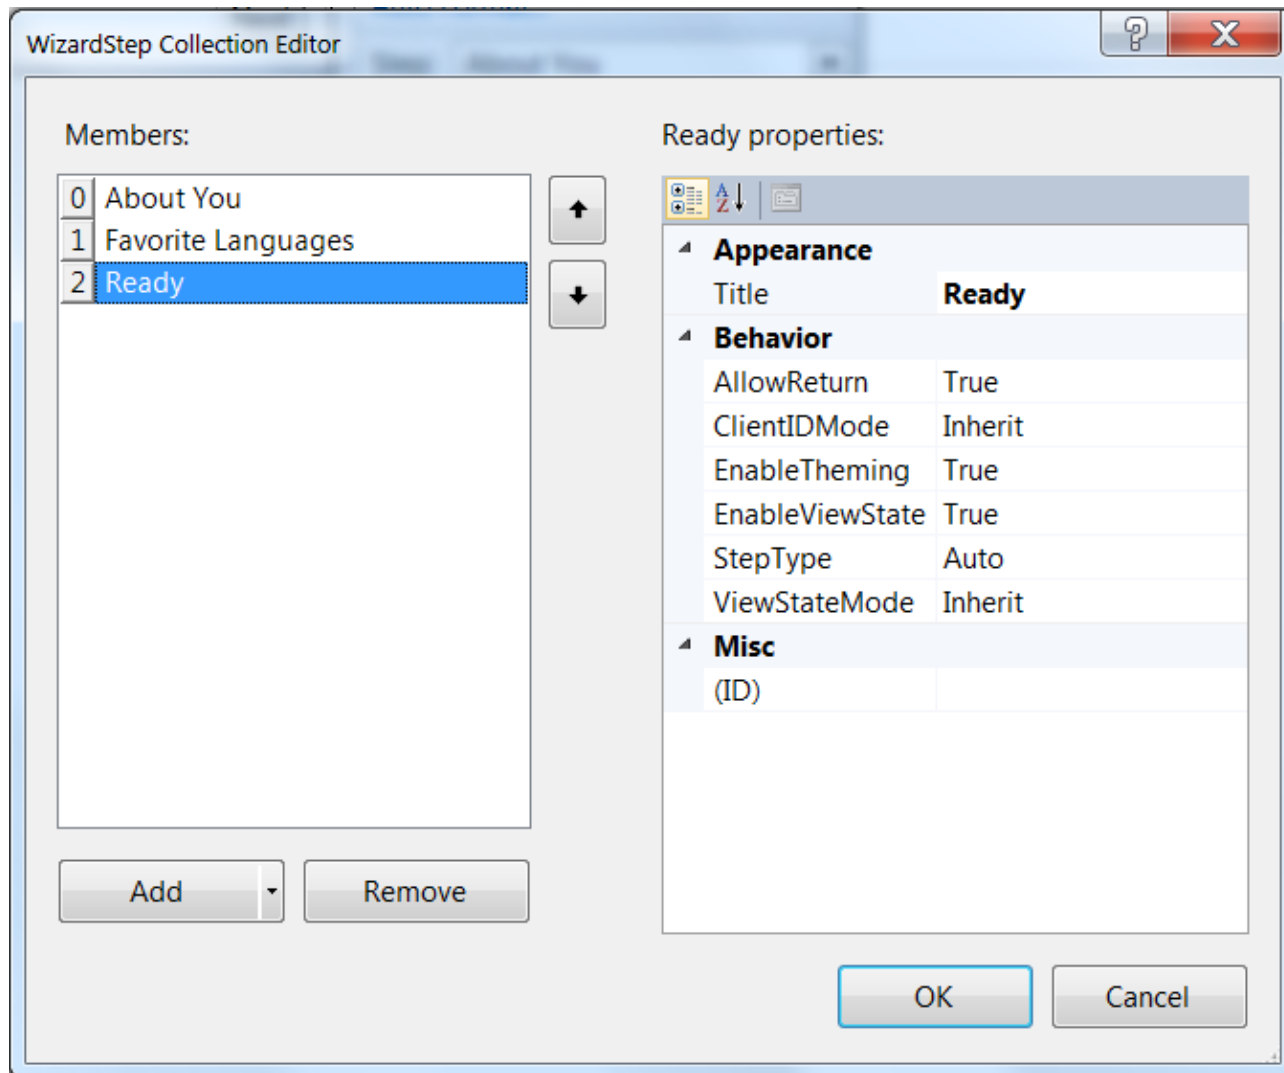 WizardStep Collection Editor
Members:
0 About You
1 Favorite Languages
2 Ready
Add
Remove
Ready properties:
Appearance
Title Ready
Behavior
AllowReturn True
ClientIDMode Inherit
EnableTheming True
EnableViewState True
StepType Auto
ViewStateMode Inherit
Misc
(ID)
OK
Cancel